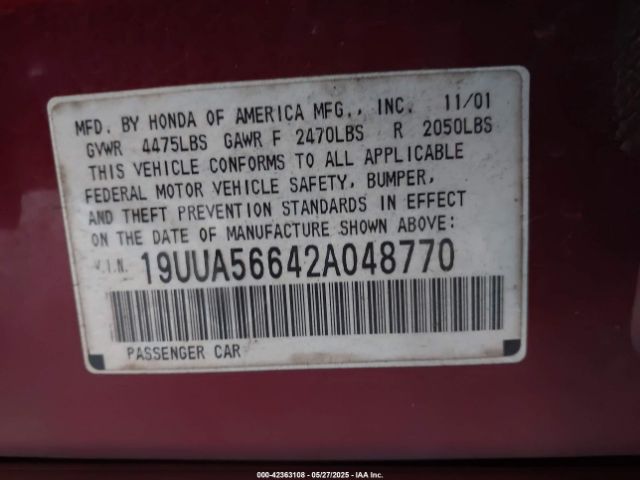 MFD. BY HONDA OF AMERICA MFG., INC. 11/01
GVWR 4475LBS GAWR F 2470LBS R 2050LBS
THIS VEHICLE CONFORMS TO ALL APPLICABLE
FEDERAL MOTOR VEHICLE SAFETY, BUMPER,
AND THEFT PREVENTION STANDARDS IN EFFECT
ON THE DATE OF MANUFACTURE SHOWN ABOVE:
V.I.N. 19UUA56642A048770
PASSENGER CAR
000-42363108 - 05/27/2025 - IAA Inc.